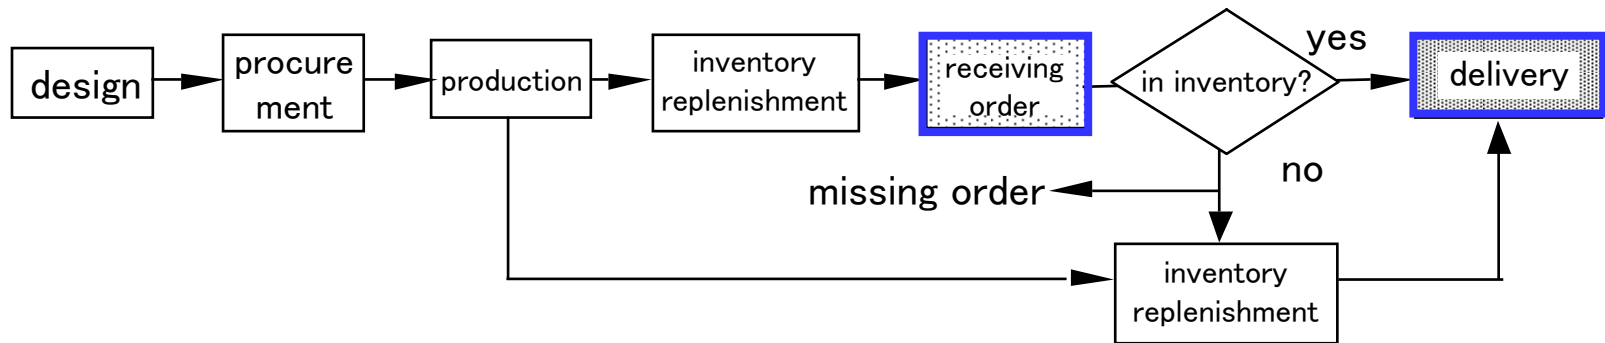 design
procure
ment
production
inventory
replenishment
receiving
order
in inventory?
yes
delivery
no
missing order
inventory
replenishment